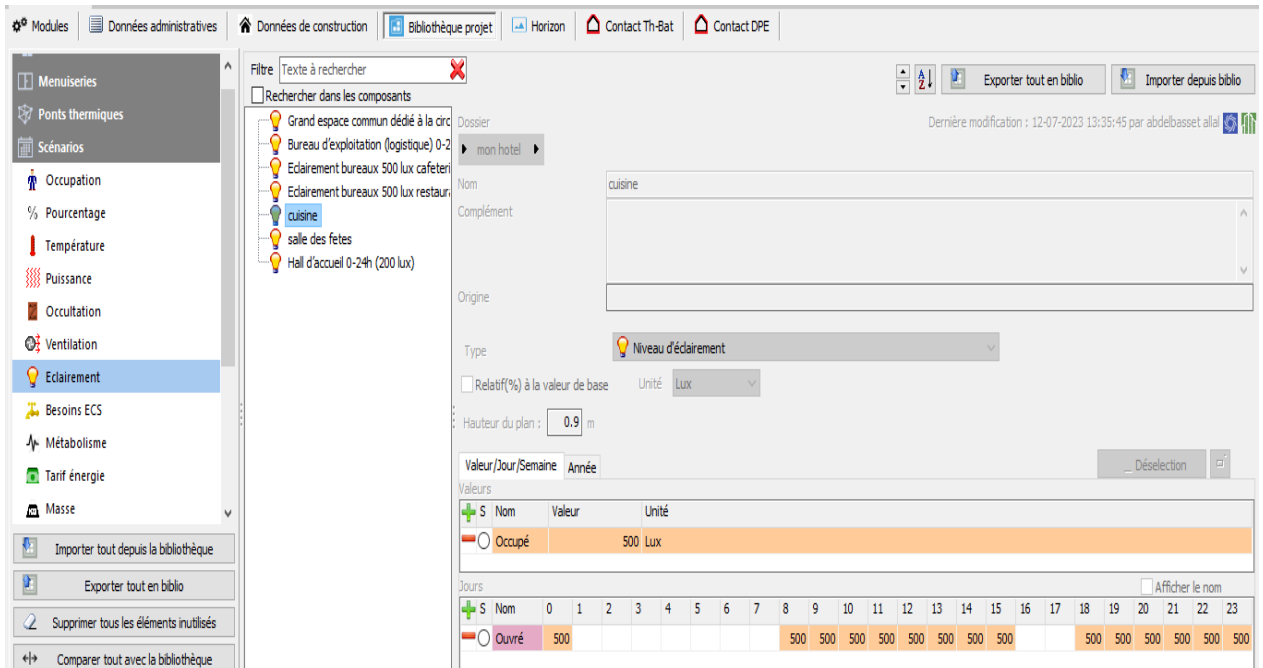 Modules Données administratives Données de construction Bibliothèque projet Horizon Contact Th-Bat Contact DPE
Menuiseries
Ponts thermiques
Scénarios
Occupation
% Pourcentage
Température
Puissance
Occultation
Ventilation
Eclairement
Besoins ECS
Métabolisme
Tarif énergie
Masse
Importer tout depuis la bibliothèque
Exporter tout en biblio
Supprimer tous les éléments inutilisés
Comparer tout avec la bibliothèque
Filtre Texte à rechercher
Rechercher dans les composants
Grand espace commun dédié à la circ
Bureau d'exploitation (logistique) 0-2
Eclairement bureaux 500 lux cafeteri
Eclairement bureaux 500 lux restaur
cuisine
salle des fetes
Hall d'accueil 0-24h (200 lux)
Exporter tout en biblio Importer depuis biblio
Dossier Dernière modification : 12-07-2023 13:35:45 par abdelbasset allal
mon hotel
Nom cuisine
Complément
Origine
Type Niveau d'éclairement
Relatif(%) à la valeur de base Unité Lux
Hauteur du plan : 0.9 m
Valeur/Jour/Semaine Année _ Déselection
Valeurs
S Nom Valeur Unité
Occupé 500 Lux
Jours Afficher le nom
S Nom 0 1 2 3 4 5 6 7 8 9 10 11 12 13 14 15 16 17 18 19 20 21 22 23
Ouvré 500 500 500 500 500 500 500 500 500 500 500 500 500 500 500